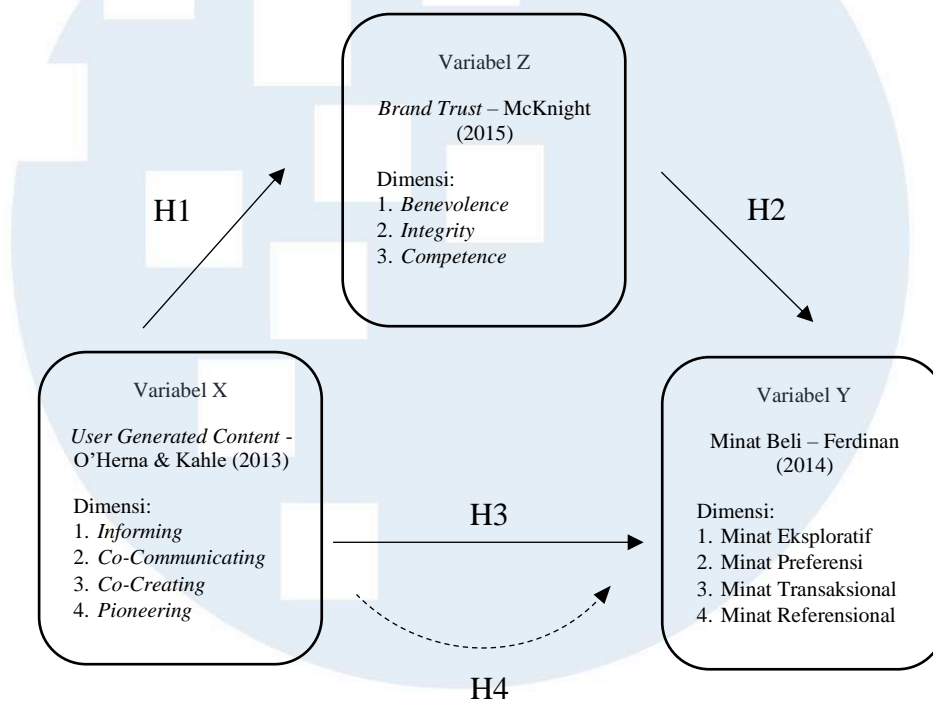 Variabel Z
Brand Trust – McKnight
(2015)
Dimensi:
1. Benevolence
2. Integrity
3. Competence
H1
H2
Variabel X
User Generated Content -
O’Herna & Kahle (2013)
Dimensi:
1. Informing
2. Co-Communicating
3. Co-Creating
4. Pioneering
H3
H4
Variabel Y
Minat Beli – Ferdinan
(2014)
Dimensi:
1. Minat Eksploratif
2. Minat Preferensi
3. Minat Transaksional
4. Minat Referensional